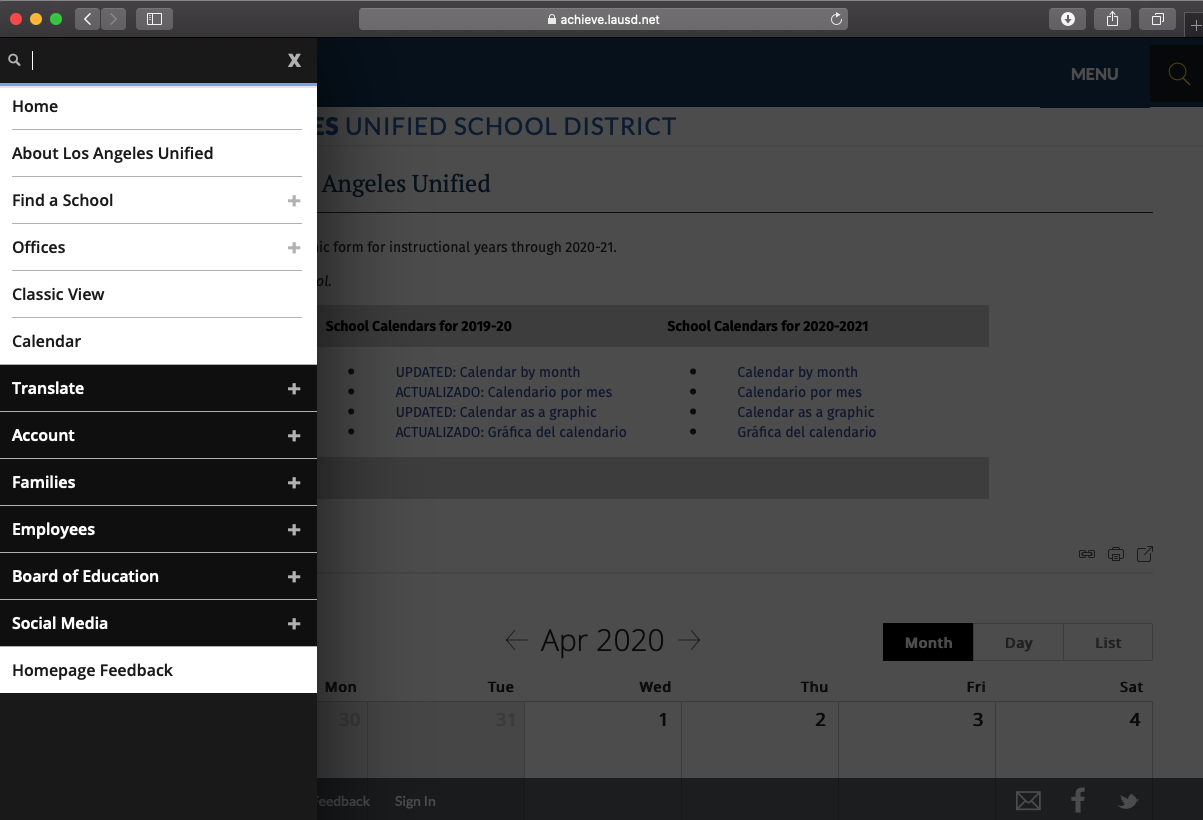 achieve.lausd.net
X
MENU
Home
About Los Angeles Unified
Find a School +
Offices +
Classic View
Calendar
Translate +
Account +
Families +
Employees +
Board of Education +
Social Media +
Homepage Feedback
ES UNIFIED SCHOOL DISTRICT
Angeles Unified
ic form for instructional years through 2020-21.
ol.
School Calendars for 2019-20 School Calendars for 2020-2021
• UPDATED: Calendar by month • Calendar by month
• ACTUALIZADO: Calendario por mes • Calendario por mes
• UPDATED: Calendar as a graphic • Calendar as a graphic
• ACTUALIZADO: Gráfica del calendario • Gráfica del calendario
← Apr 2020 → Month Day List
Mon Tue Wed Thu Fri Sat
30 31 1 2 3 4
Feedback Sign In